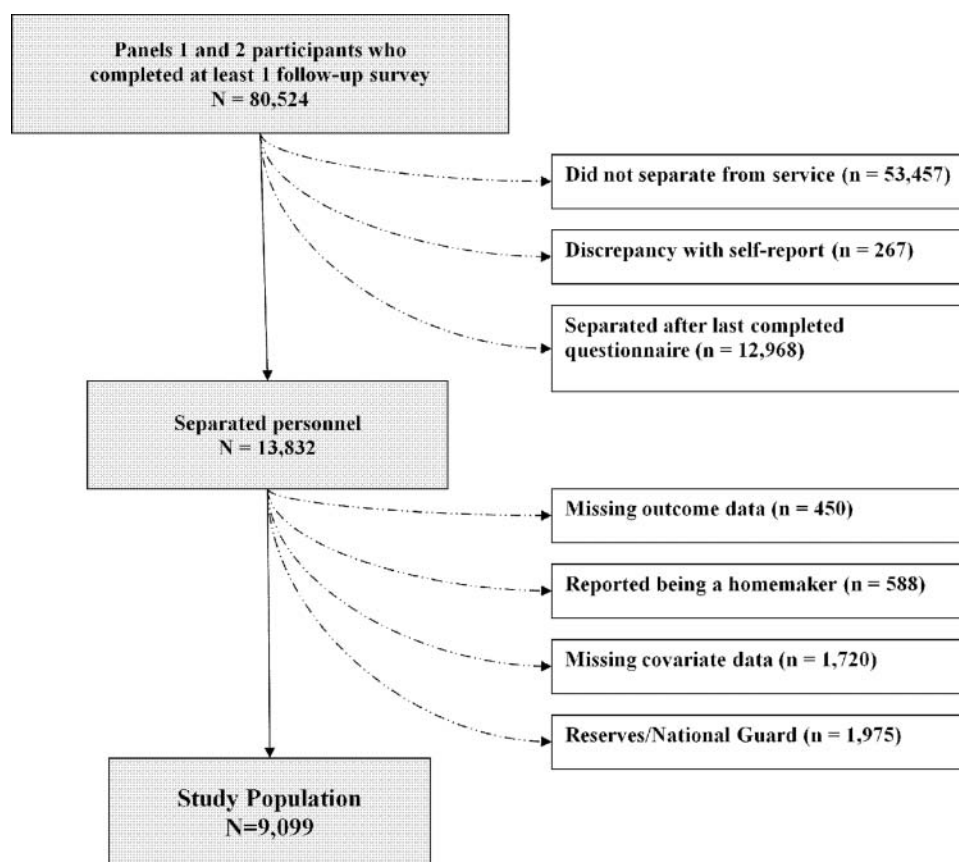 Panels 1 and 2 participants who
completed at least 1 follow-up survey
N = 80,524
Did not separate from service (n = 53,457)
Discrepancy with self-report (n = 267)
Separated after last completed
questionnaire (n = 12,968)
Separated personnel
N = 13,832
Missing outcome data (n = 450)
Reported being a homemaker (n = 588)
Missing covariate data (n = 1,720)
Reserves/National Guard (n = 1,975)
Study Population
N=9,099